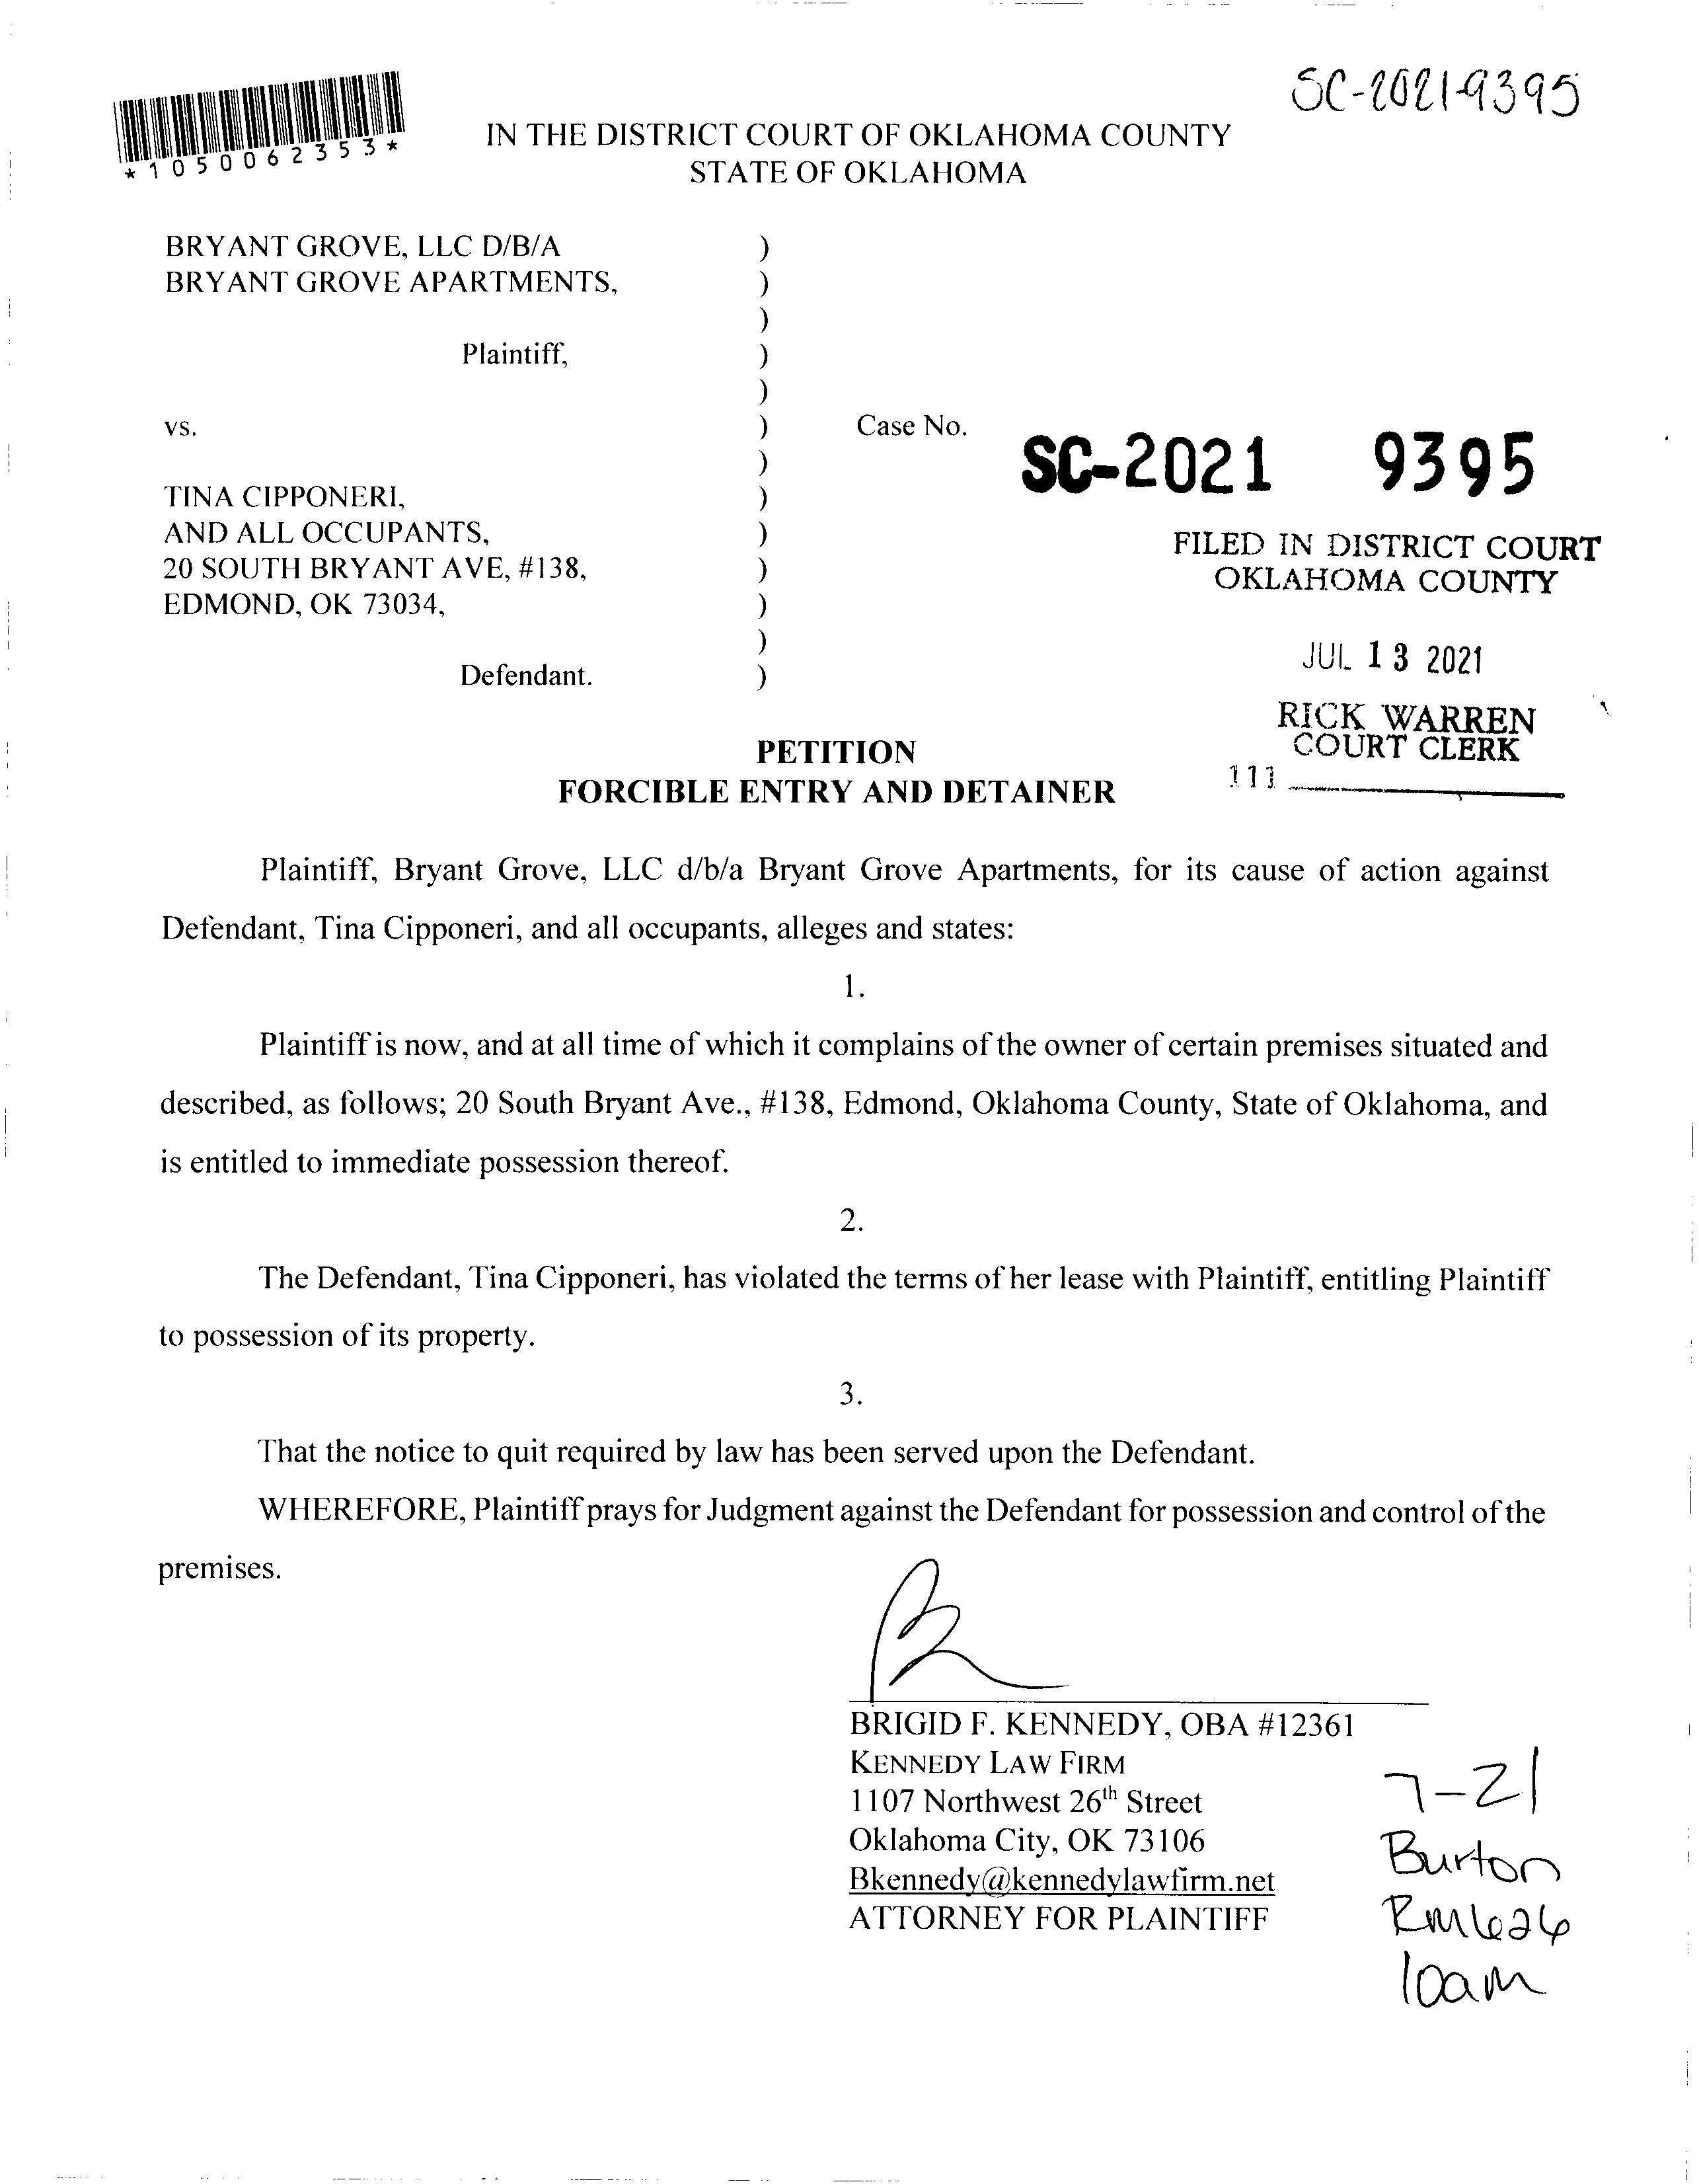 SC-2021-9395
*1050062353*
IN THE DISTRICT COURT OF OKLAHOMA COUNTY
STATE OF OKLAHOMA
BRYANT GROVE, LLC D/B/A )
BRYANT GROVE APARTMENTS, )
)
Plaintiff, )
)
vs. ) Case No. SC-2021 9395
)
TINA CIPPONERI, )
AND ALL OCCUPANTS, )
20 SOUTH BRYANT AVE, #138, )
EDMOND, OK 73034, )
)
Defendant. )
FILED IN DISTRICT COURT
OKLAHOMA COUNTY
JUL 13 2021
RICK WARREN
COURT CLERK
111
PETITION
FORCIBLE ENTRY AND DETAINER
Plaintiff, Bryant Grove, LLC d/b/a Bryant Grove Apartments, for its cause of action against
Defendant, Tina Cipponeri, and all occupants, alleges and states:
1.
Plaintiff is now, and at all time of which it complains of the owner of certain premises situated and
described, as follows; 20 South Bryant Ave., #138, Edmond, Oklahoma County, State of Oklahoma, and
is entitled to immediate possession thereof.
2.
The Defendant, Tina Cipponeri, has violated the terms of her lease with Plaintiff, entitling Plaintiff
to possession of its property.
3.
That the notice to quit required by law has been served upon the Defendant.
WHEREFORE, Plaintiff prays for Judgment against the Defendant for possession and control of the
premises.
BRIGID F. KENNEDY, OBA #12361
KENNEDY LAW FIRM
1107 Northwest 26th Street
Oklahoma City, OK 73106
Bkennedy@kennedylawfirm.net
ATTORNEY FOR PLAINTIFF
7-21
Burton
Rm626
10am